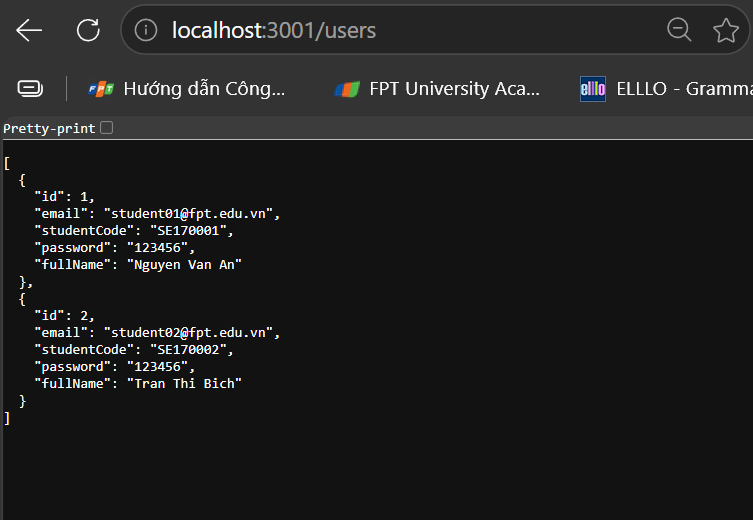 localhost:3001/users
FPT Hướng dẫn Công... FPT University Aca... elllo ELLLO - Gramma
Pretty-print
[
  {
    "id": 1,
    "email": "student01@fpt.edu.vn",
    "studentCode": "SE170001",
    "password": "123456",
    "fullName": "Nguyen Van An"
  },
  {
    "id": 2,
    "email": "student02@fpt.edu.vn",
    "studentCode": "SE170002",
    "password": "123456",
    "fullName": "Tran Thi Bich"
  }
]